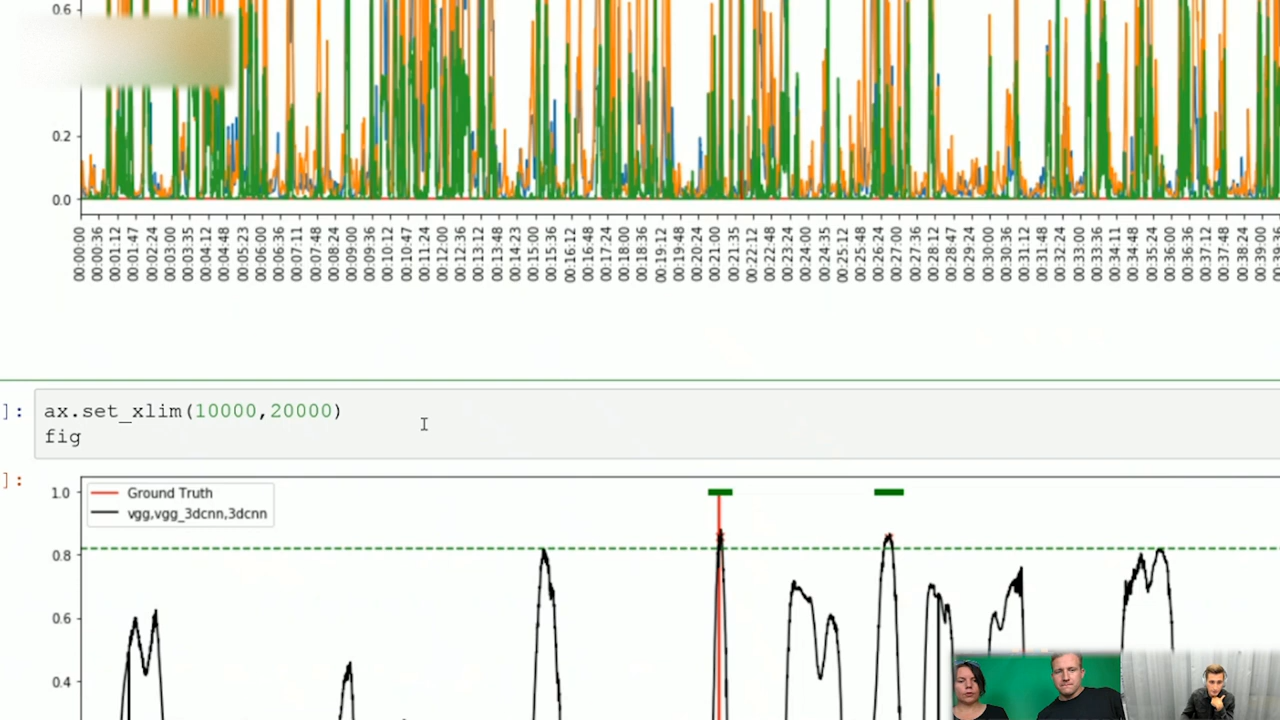 0.6
0.2
0.0
00:00:00 00:00:36 00:01:12 00:01:47 00:02:24 00:03:00 00:03:35 00:04:12 00:04:48 00:05:23 00:06:00 00:06:36 00:07:11 00:07:48 00:08:24 00:09:00 00:09:36 00:10:12 00:10:47 00:11:24 00:12:00 00:12:36 00:13:12 00:13:48 00:14:23 00:15:00 00:15:36 00:16:12 00:16:48 00:17:24 00:18:00 00:18:36 00:19:12 00:19:48 00:20:24 00:21:00 00:21:35 00:22:12 00:22:48 00:23:24 00:24:00 00:24:35 00:25:12 00:25:48 00:26:24 00:27:00 00:27:36 00:28:12 00:28:47 00:29:24 00:30:00 00:30:36 00:31:12 00:31:48 00:32:24 00:33:00 00:33:36 00:34:11 00:34:48 00:35:24 00:36:00 00:36:36 00:37:12 00:37:48 00:38:24 00:39:00
]:
ax.set_xlim(10000,20000)
fig
]:
1.0
Ground Truth
vgg,vgg_3dcnn,3dcnn
0.8
0.6
0.4